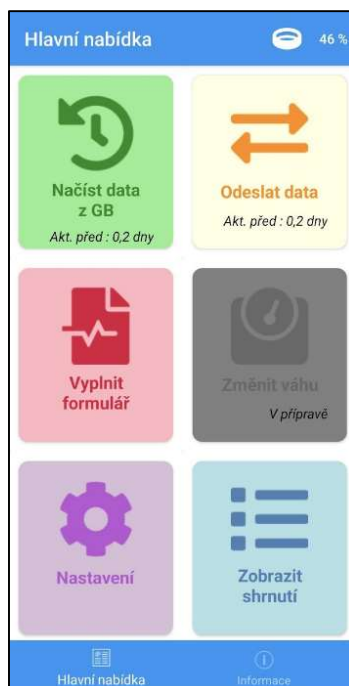 Hlavní nabídka
46 %
Načíst data
z GB
Akt. před : 0,2 dny
Odeslat data
Akt. před : 0,2 dny
Vyplnit
formulář
Změnit váhu
V přípravě
Nastavení
Zobrazit
shrnutí
Hlavní nabídka
Informace